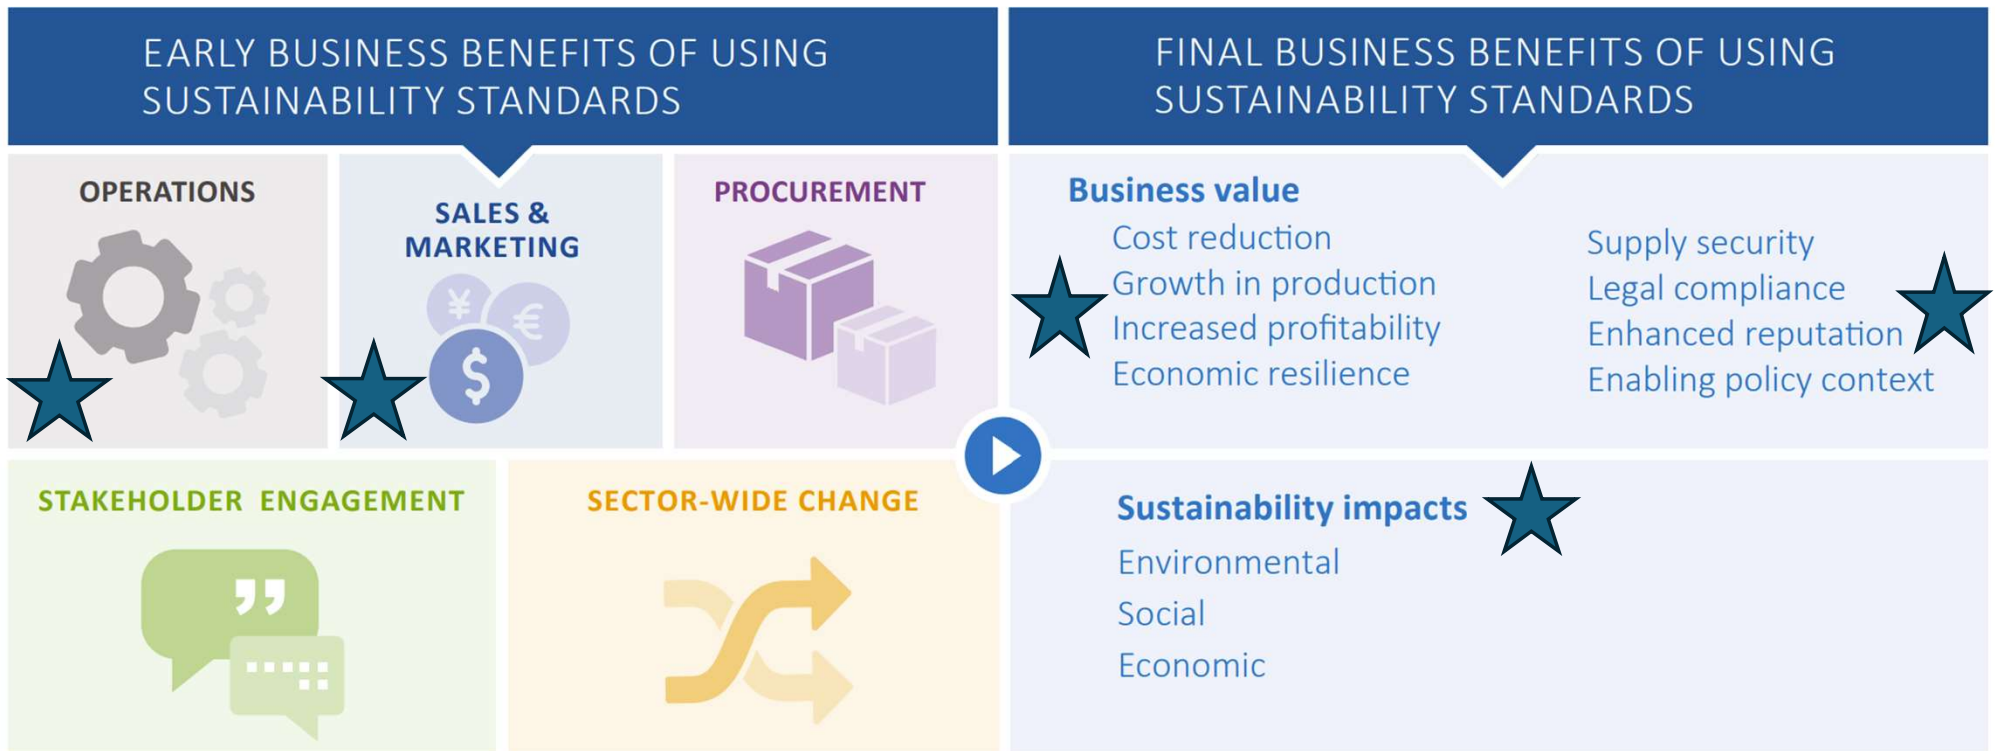 EARLY BUSINESS BENEFITS OF USING
SUSTAINABILITY STANDARDS
FINAL BUSINESS BENEFITS OF USING
SUSTAINABILITY STANDARDS
OPERATIONS
SALES &
MARKETING
¥
€
$
PROCUREMENT
STAKEHOLDER ENGAGEMENT
SECTOR-WIDE CHANGE
Business value
Cost reduction
Growth in production
Increased profitability
Economic resilience
Supply security
Legal compliance
Enhanced reputation
Enabling policy context
Sustainability impacts
Environmental
Social
Economic